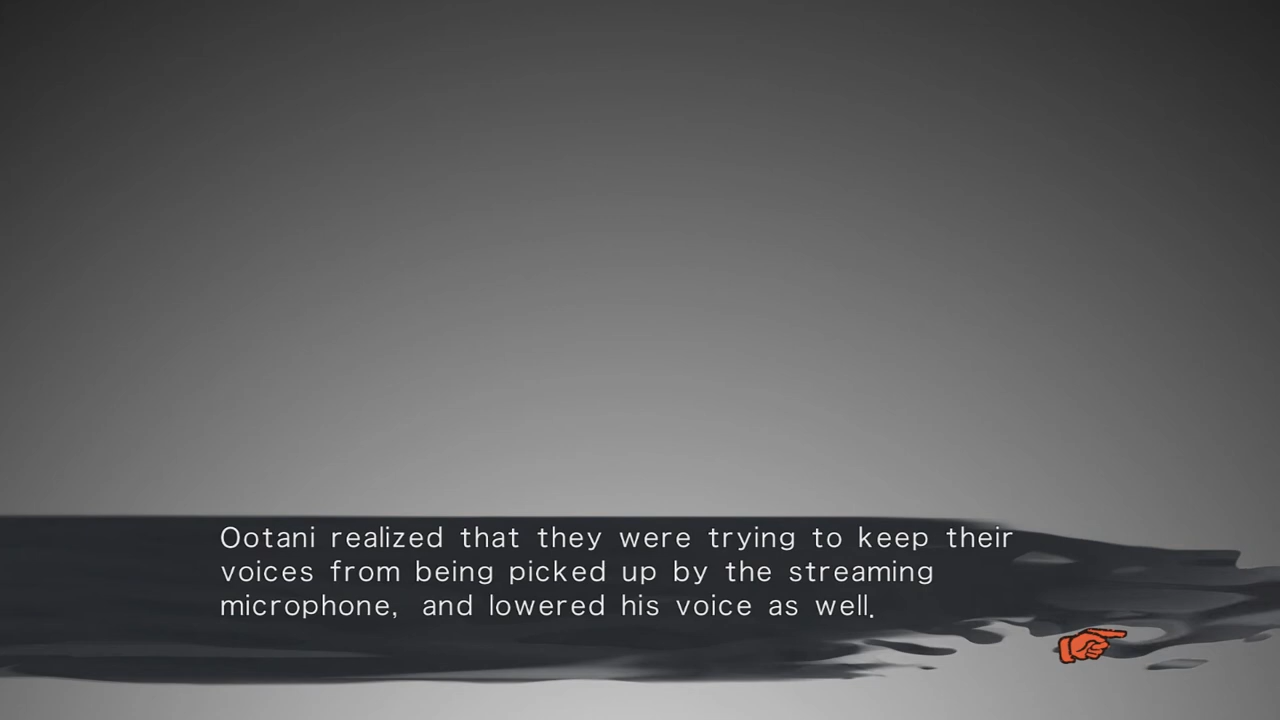 Ootani realized that they were trying to keep their
voices from being picked up by the streaming
microphone, and lowered his voice as well.